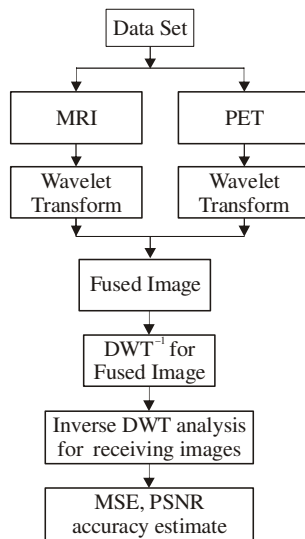 Data Set
MRI
PET
Wavelet
Transform
Wavelet
Transform
Fused Image
DWT⁻¹ for
Fused Image
Inverse DWT analysis
for receiving images
MSE, PSNR
accuracy estimate